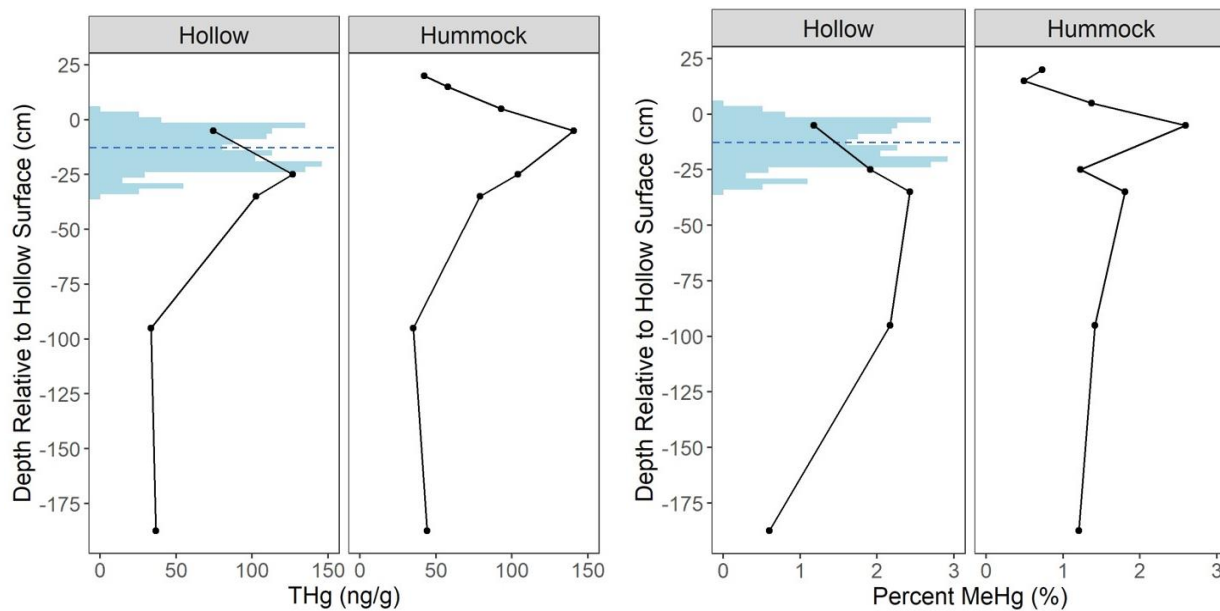 Hollow
Hummock
Depth Relative to Hollow Surface (cm)
25
0
-25
-50
-75
-100
-125
-150
-175
0 50 100 150
0 50 100 150
THg (ng/g)
Hollow
Hummock
Depth Relative to Hollow Surface (cm)
25
0
-25
-50
-75
-100
-125
-150
-175
0 1 2 3
0 1 2 3
Percent MeHg (%)